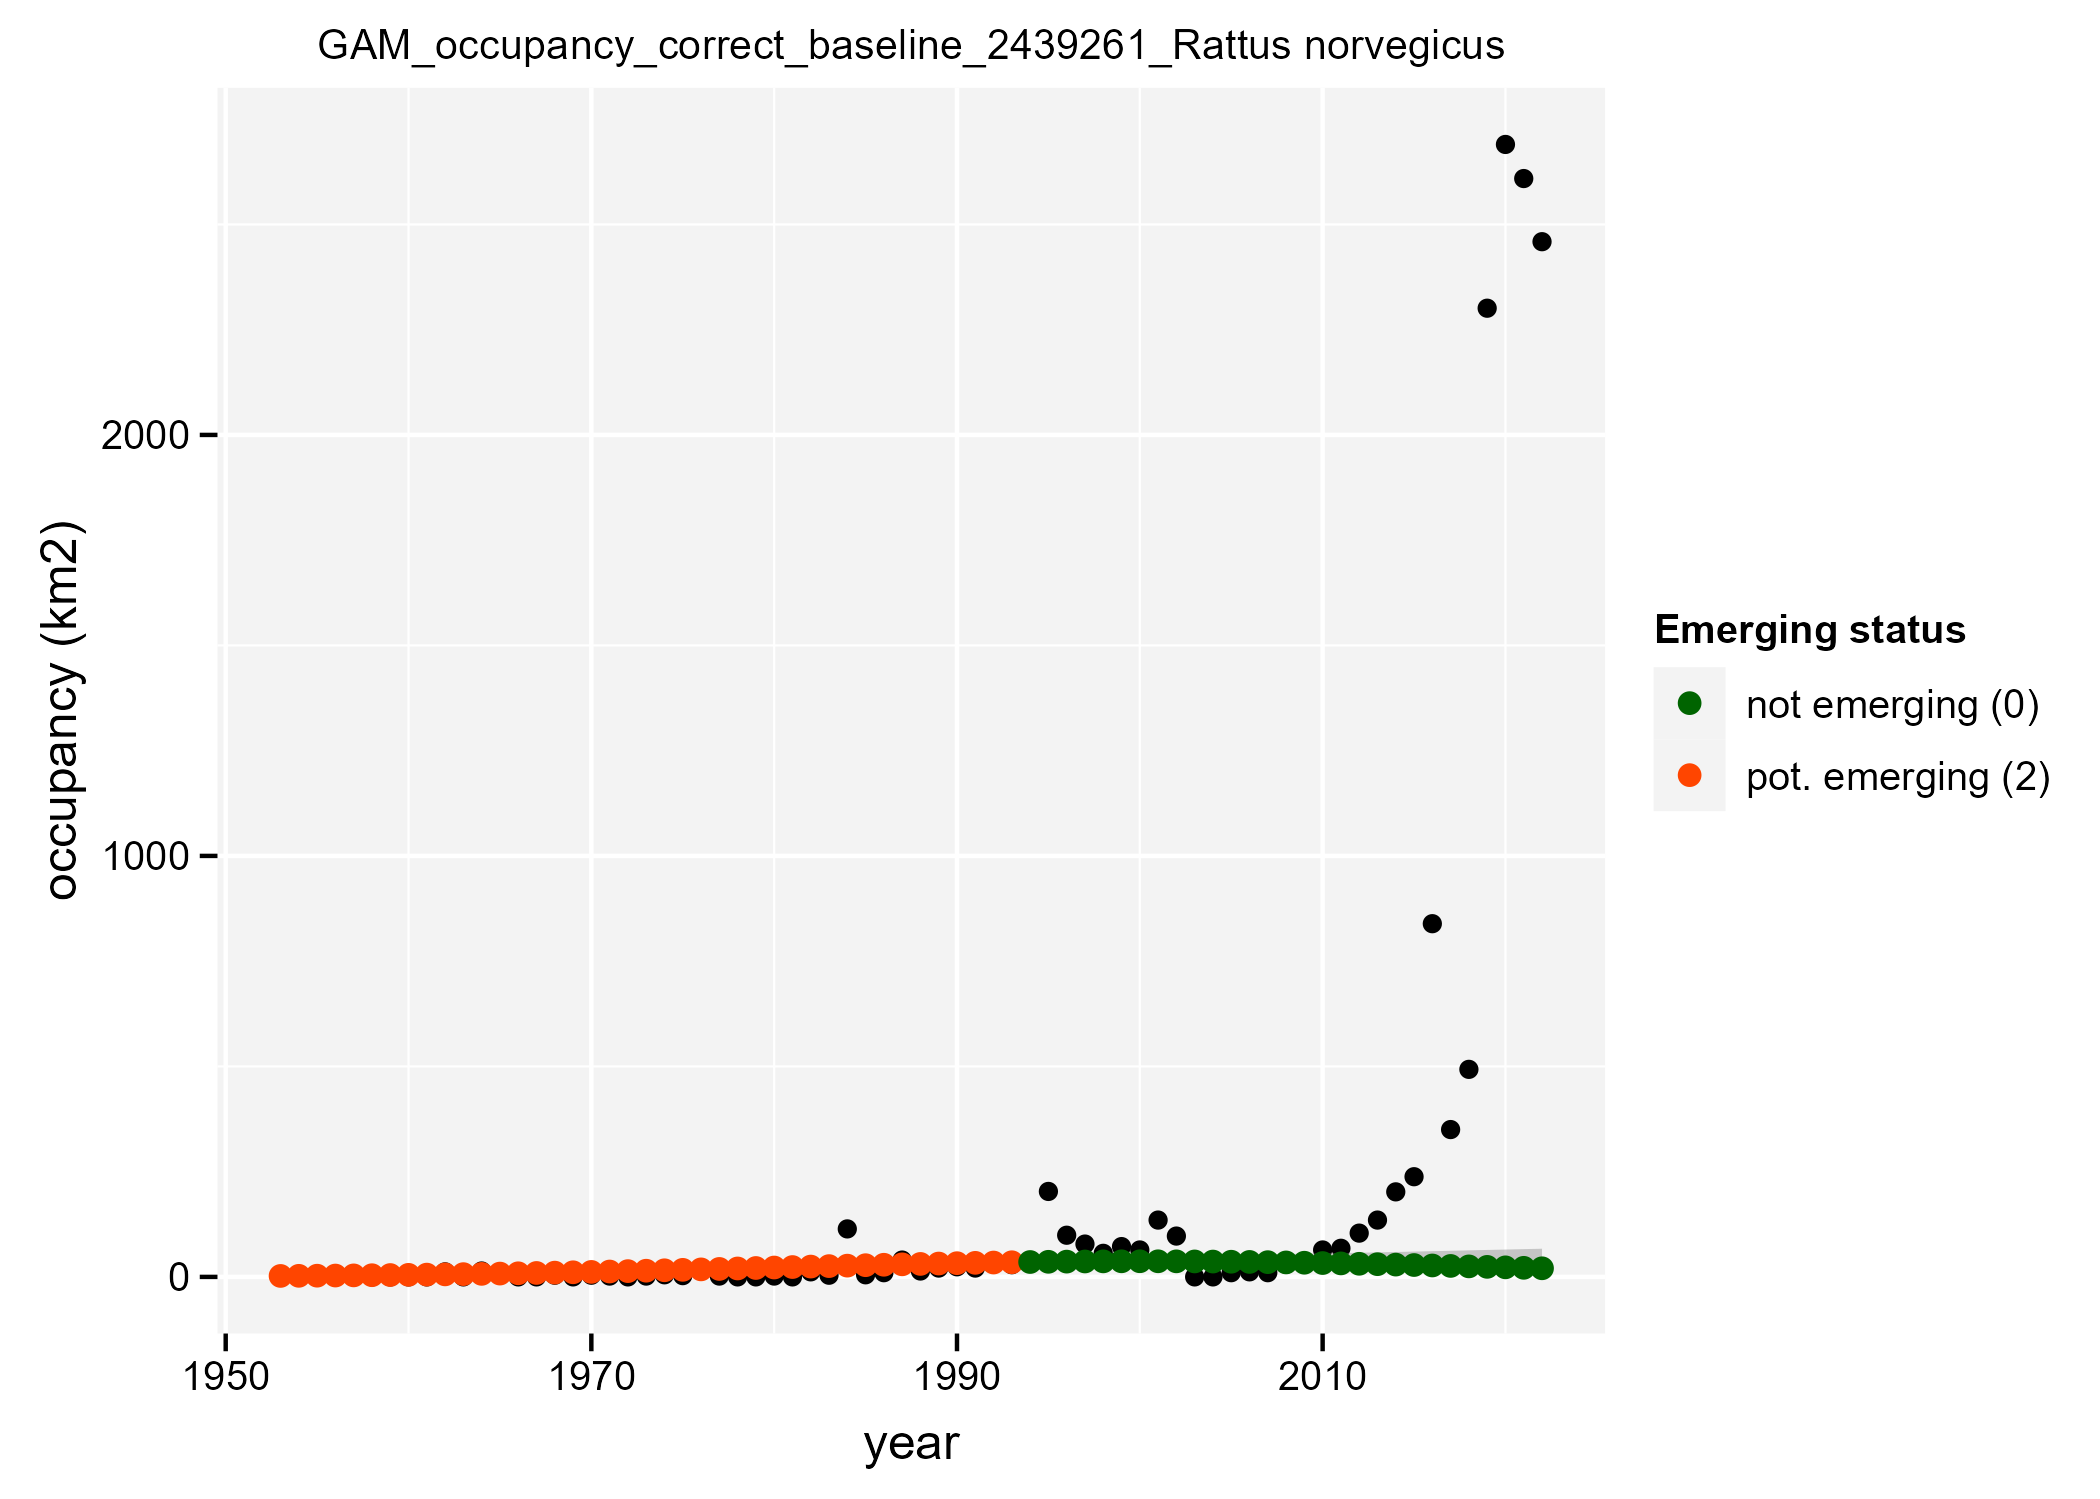 GAM_occupancy_correct_baseline_2439261_Rattus norvegicus
occupancy (km2)
2000
1000
0
1950 1970 1990 2010
year
Emerging status
not emerging (0)
pot. emerging (2)